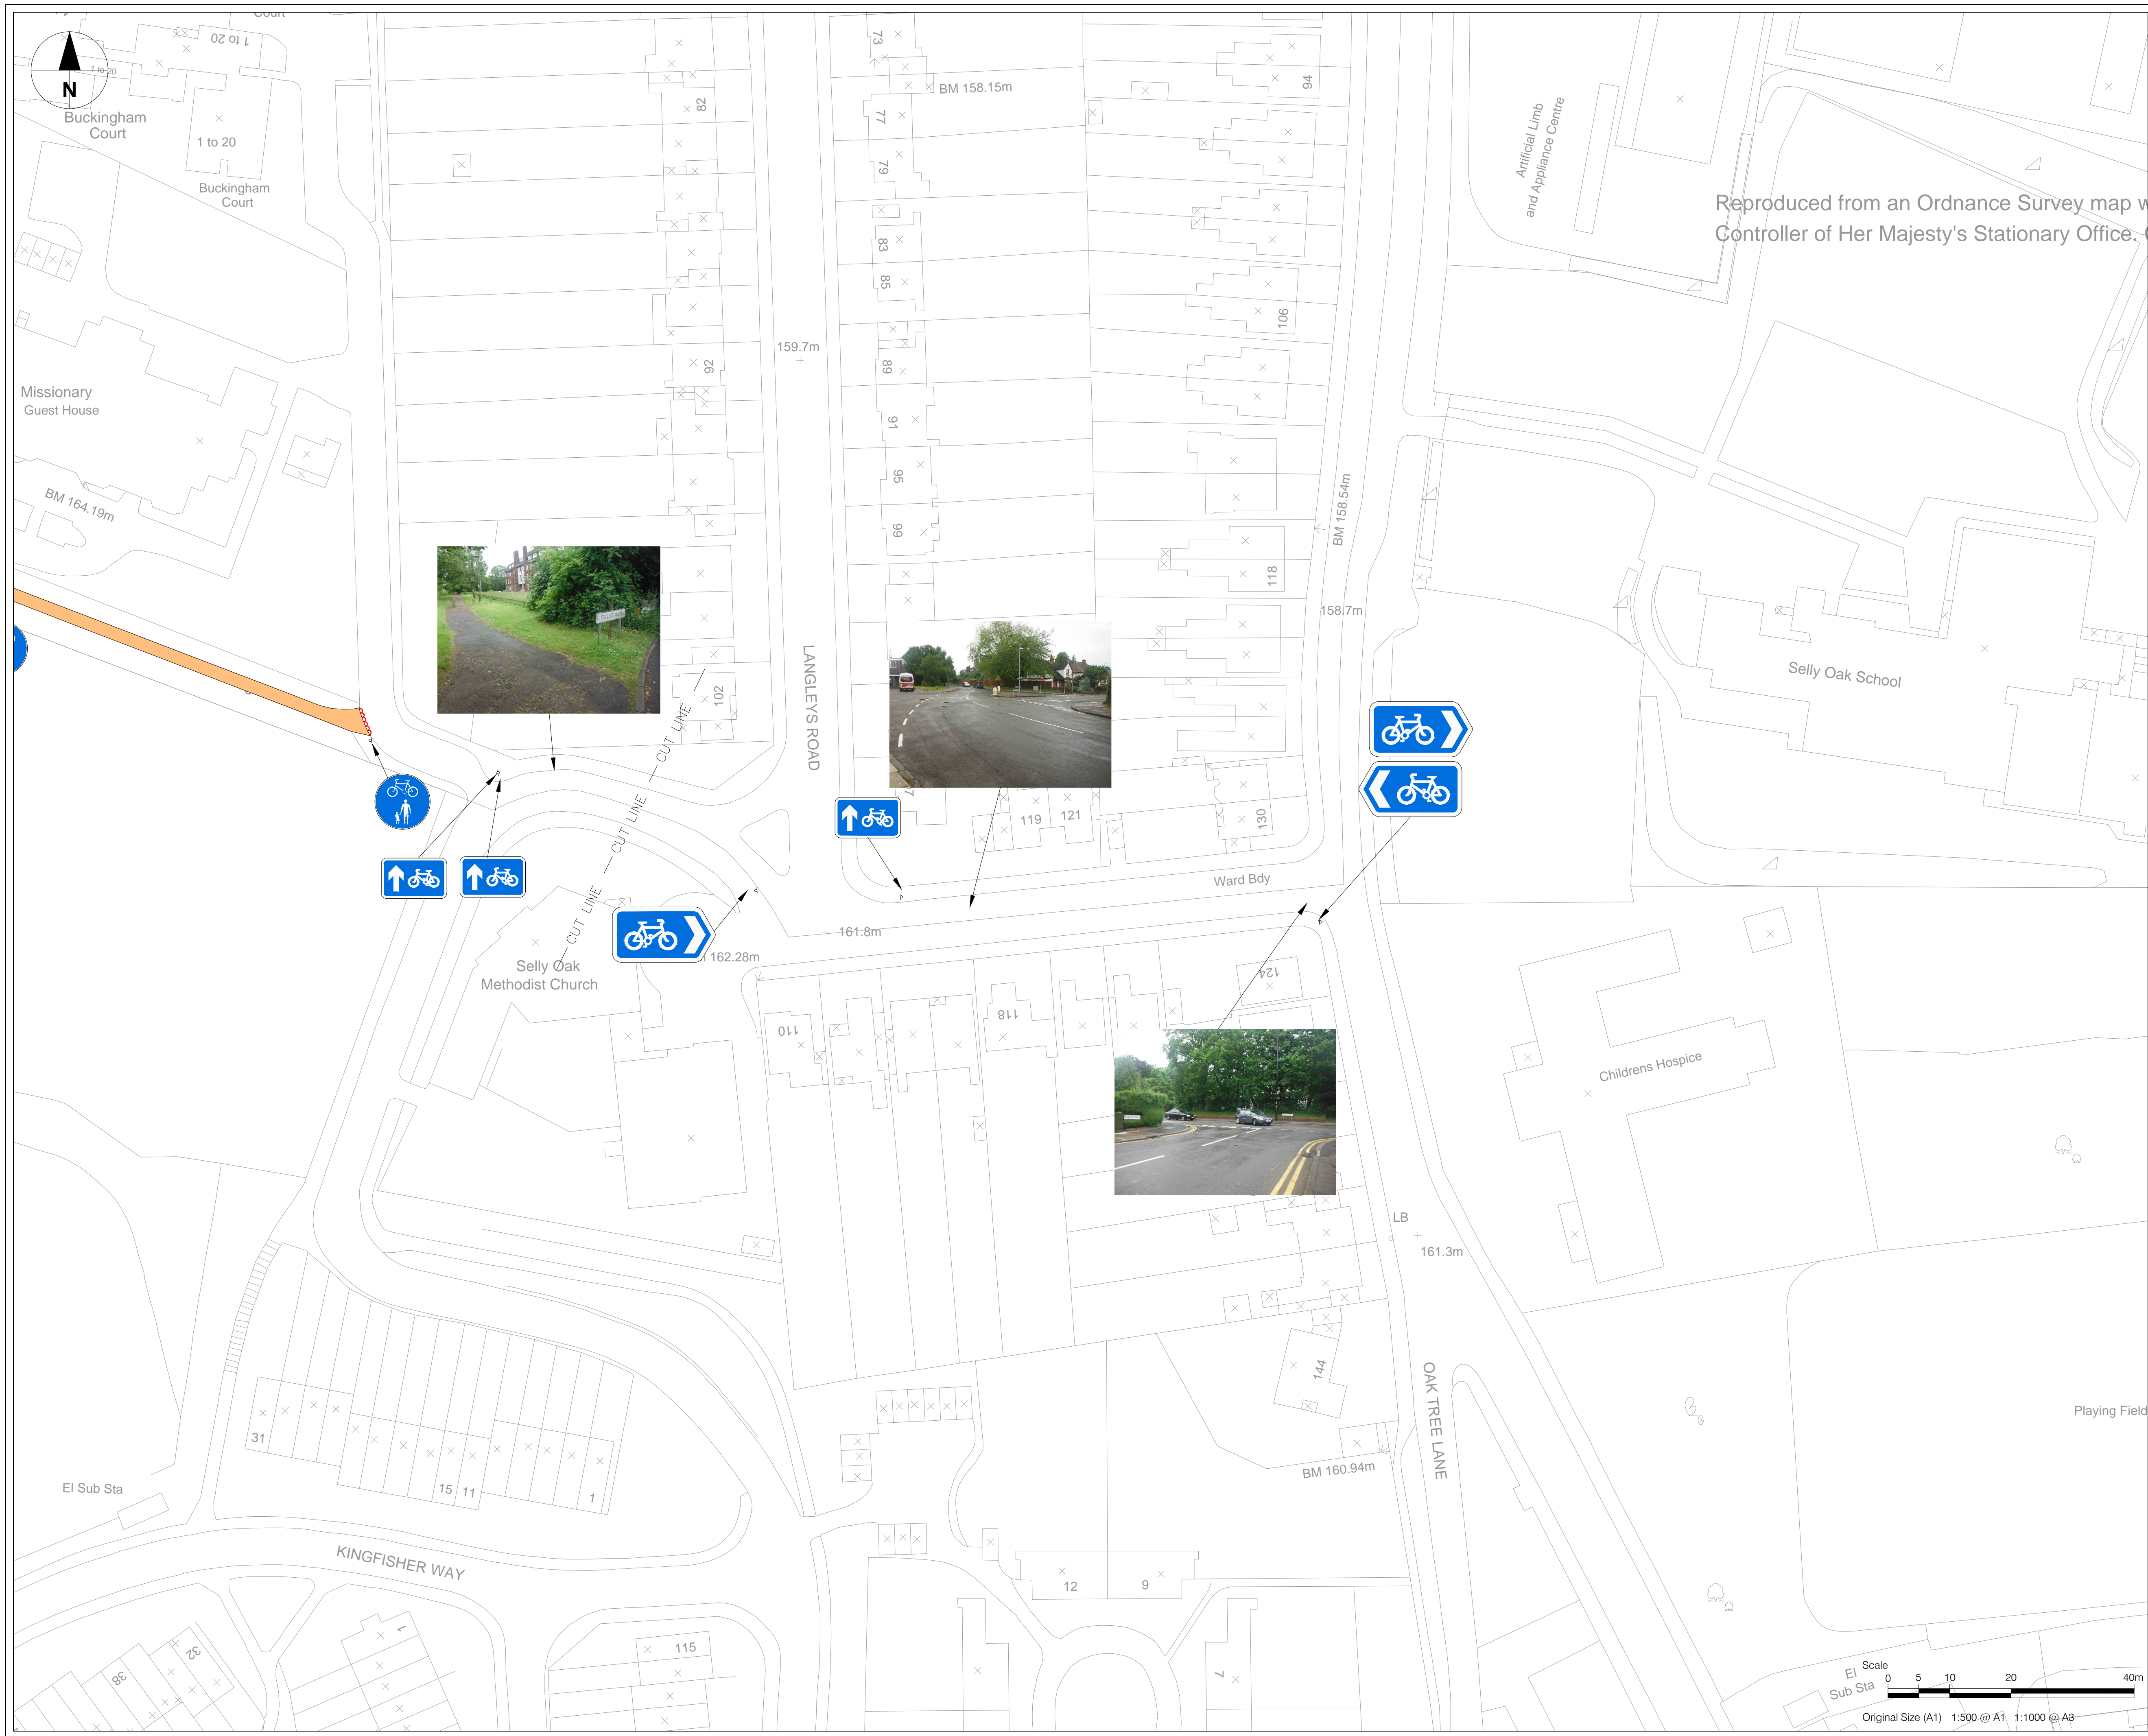 Court
1 to 20
1 to 20
N
Buckingham
Court
1 to 20
Buckingham
Court
73
BM 158.15m
82
77
94
79
Artificial Limb
and Appliance Centre
Reproduced from an Ordnance Survey map w
Controller of Her Majesty's Stationary Office. C
83
85
106
159.7m
92
89
Missionary
Guest House
91
95
BM 164.19m
99
BM 158.54m
118
158.7m
102
LANGLEYS ROAD
Selly Oak School
CUT LINE
CUT LINE
CUT LINE
119
121
130
Ward Bdy
161.8m
162.28m
Selly Oak
Methodist Church
124
110
118
Childrens Hospice
LB
161.3m
144
OAK TREE LANE
Playing Field
31
15
11
1
BM 160.94m
El Sub Sta
KINGFISHER WAY
12
9
1
32
38
115
7
El
Sub Sta
Scale
0 5 10 20 40m
Original Size (A1) 1:500 @ A1 1:1000 @ A3